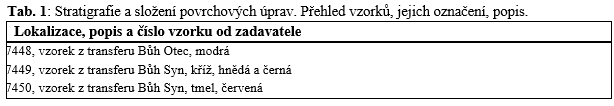 Tab. 1: Stratigrafie a složení povrchových úprav. Přehled vzorků, jejich označení, popis.
Lokalizace, popis a číslo vzorku od zadavatele
7448, vzorek z transferu Bůh Otec, modrá
7449, vzorek z transferu Bůh Syn, kříž, hnědá a černá
7450, vzorek z transferu Bůh Syn, tmel, červená